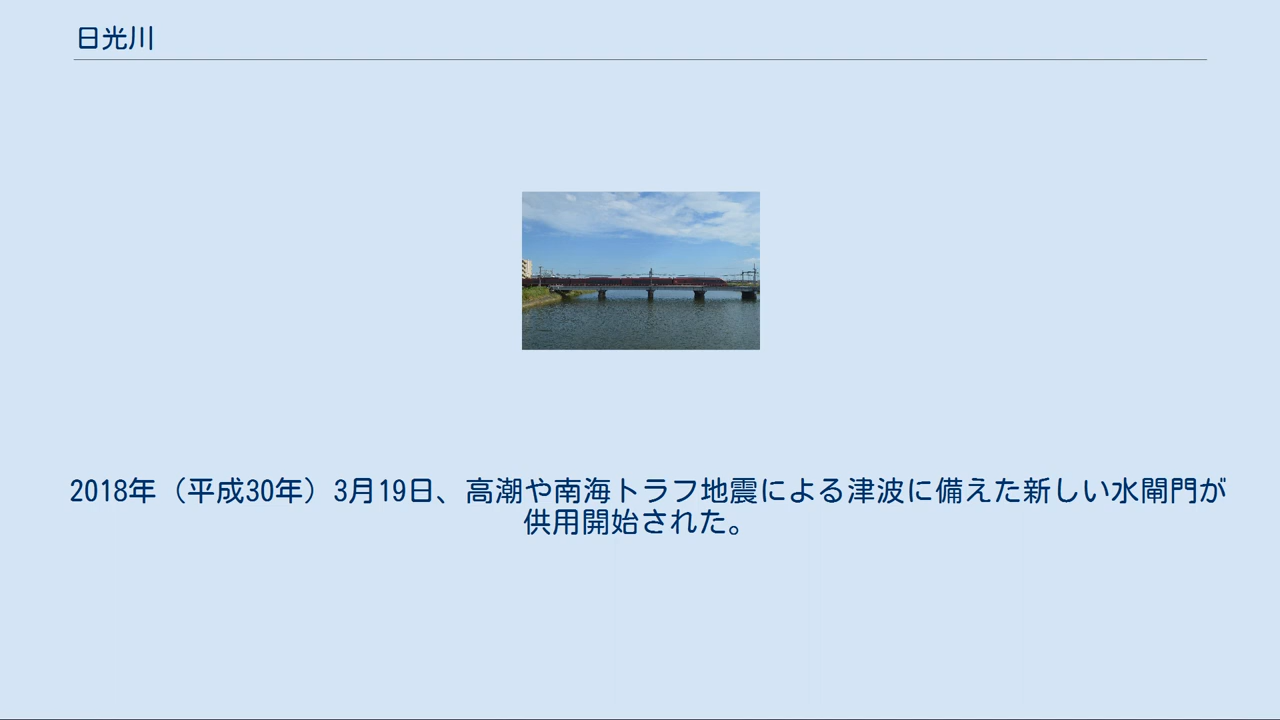 日光川
2018年（平成30年）3月19日、高潮や南海トラフ地震による津波に備えた新しい水閘門が
供用開始された。